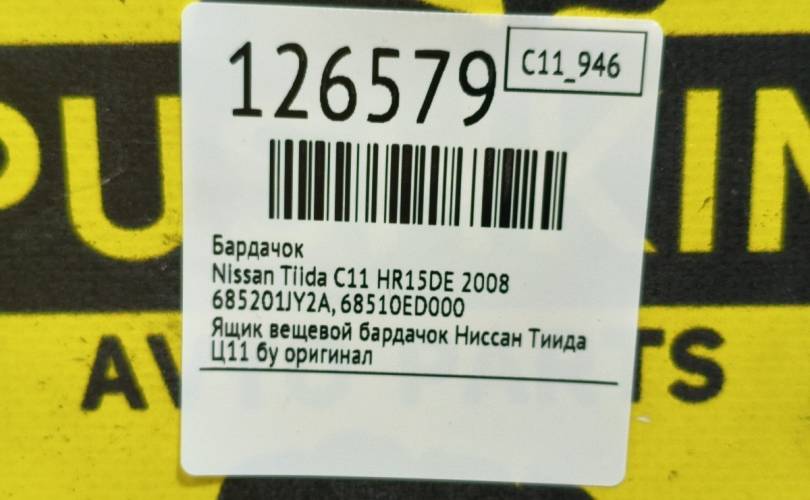 126579
C11_946
Бардачок
Nissan Tiida C11 HR15DE 2008
685201JY2A, 68510ED000
Ящик вещевой бардачок Ниссан Тиида
Ц11 бу оригинал